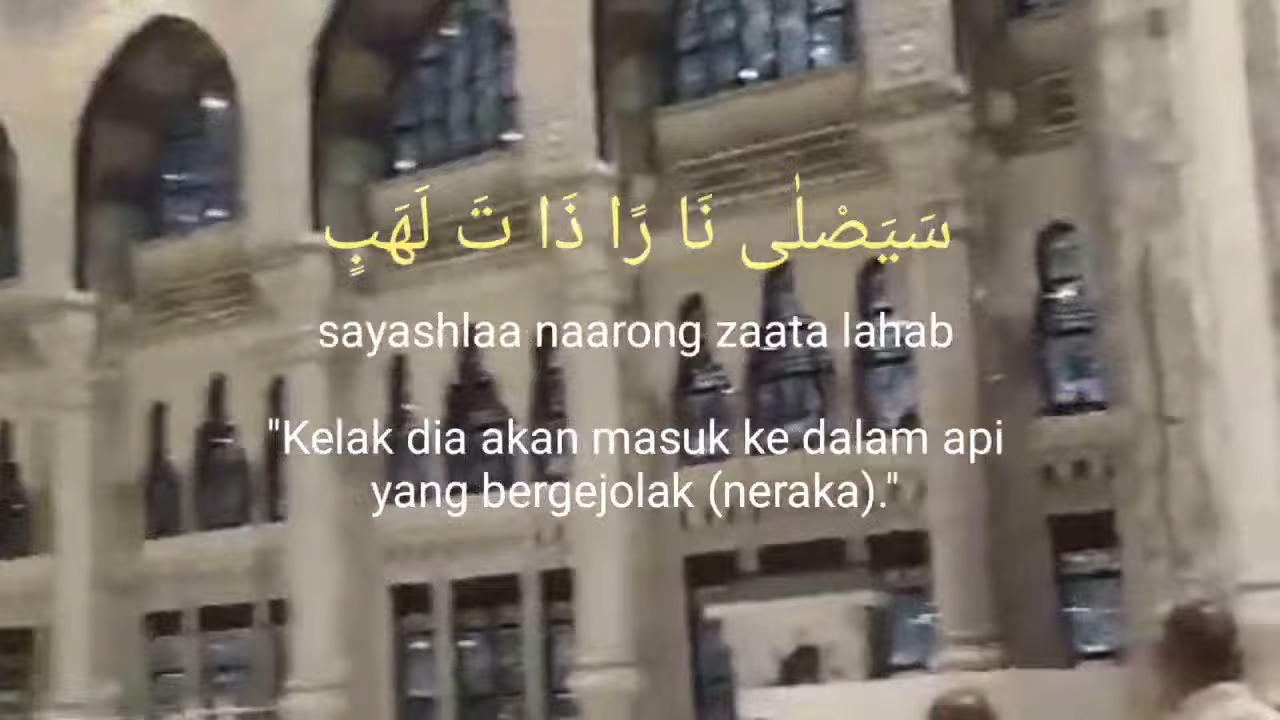 سَيَصْلٰى نَا رًا ذَا تَ لَهَبٍ
sayashlaa naarong zaata lahab
"Kelak dia akan masuk ke dalam api
yang bergejolak (neraka)."